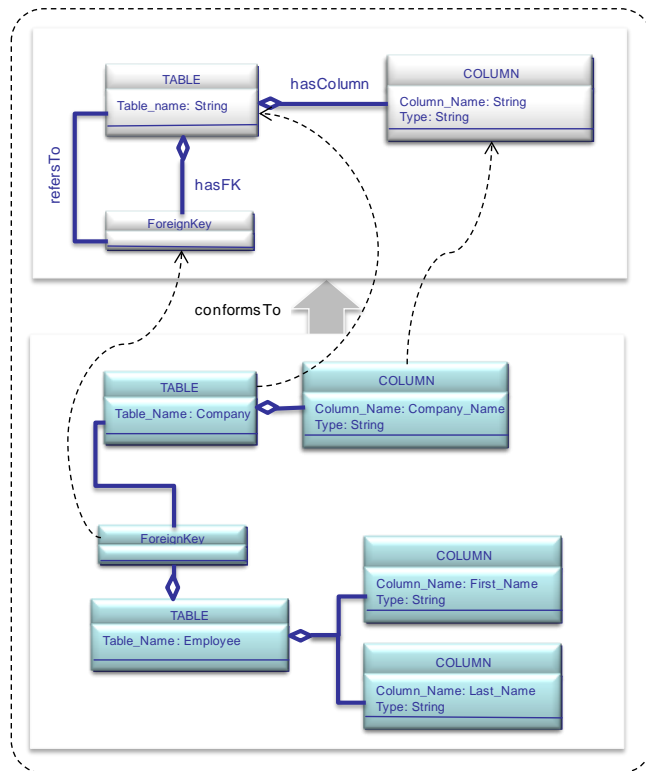 TABLE
Table_name: String
hasColumn
COLUMN
Column_Name: String
Type: String
refersTo
hasFK
ForeignKey
conformsTo
TABLE
Table_Name: Company
COLUMN
Column_Name: Company_Name
Type: String
ForeignKey
TABLE
Table_Name: Employee
COLUMN
Column_Name: First_Name
Type: String
COLUMN
Column_Name: Last_Name
Type: String